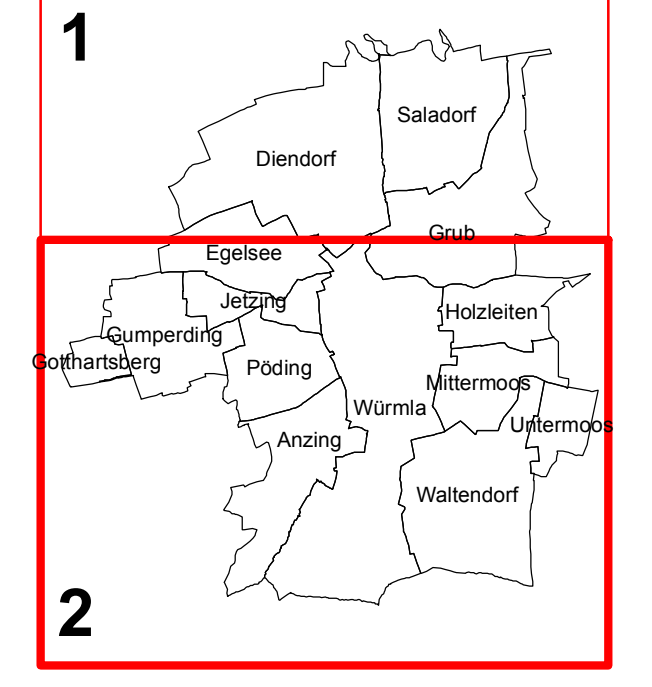 1
Saladorf
Diendorf
Grub
Egelsee
Jetzing
Holzleiten
Gumperding
Gotthartsberg
Pöding
Mittermoos
Würmla
Untermoos
Anzing
Waltendorf
2